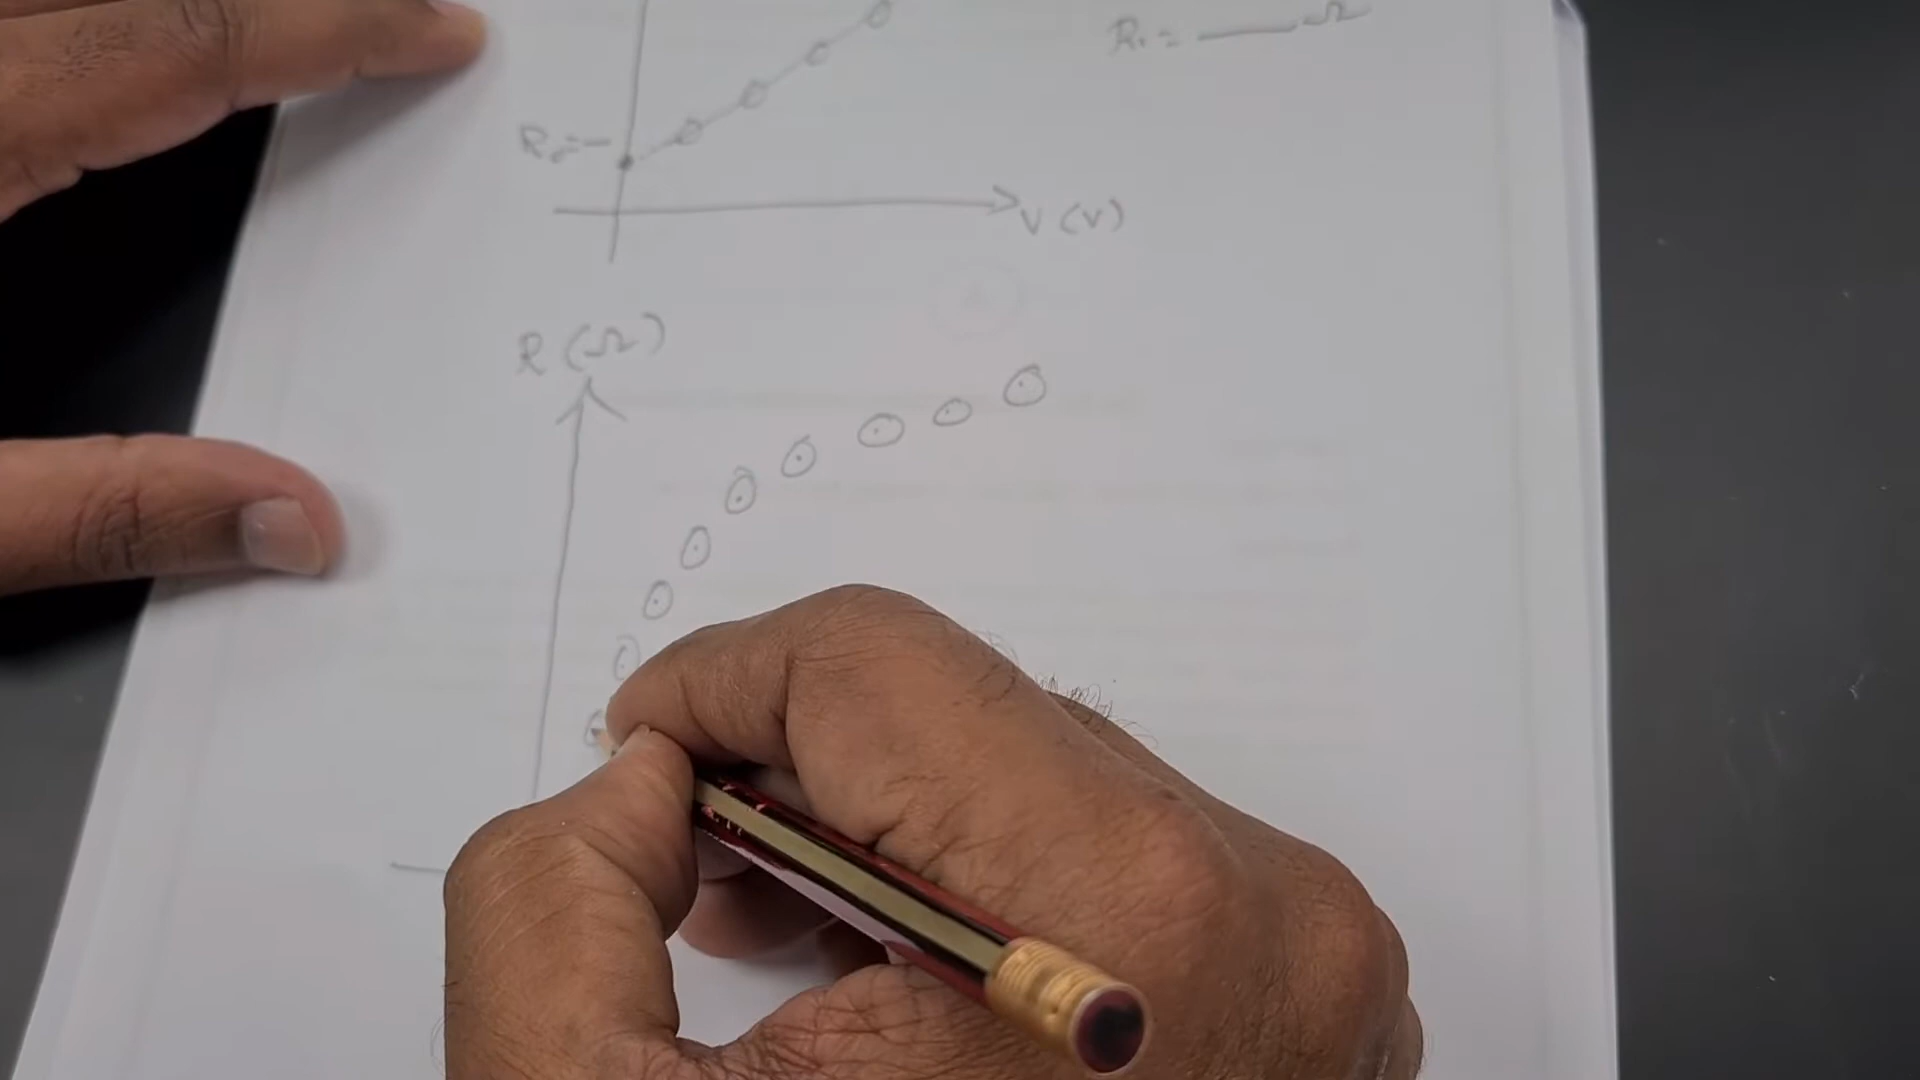 R₁ = ____ Ω
R₀ = –
V (V)
R (Ω)